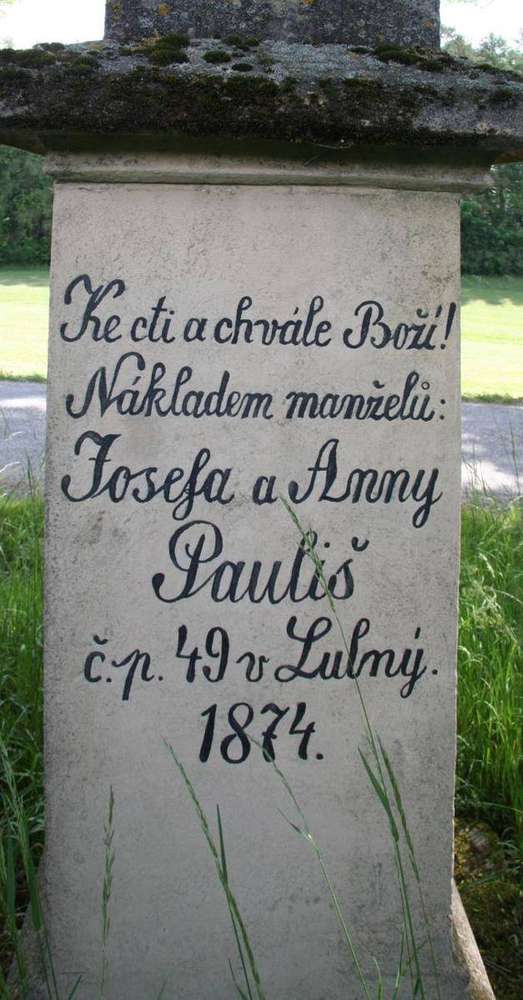 Ke cti a chvále Boží!
Nákladem manželů:
Josefa a Anny
Pauliš
č.p. 49 v Lulný.
1874.